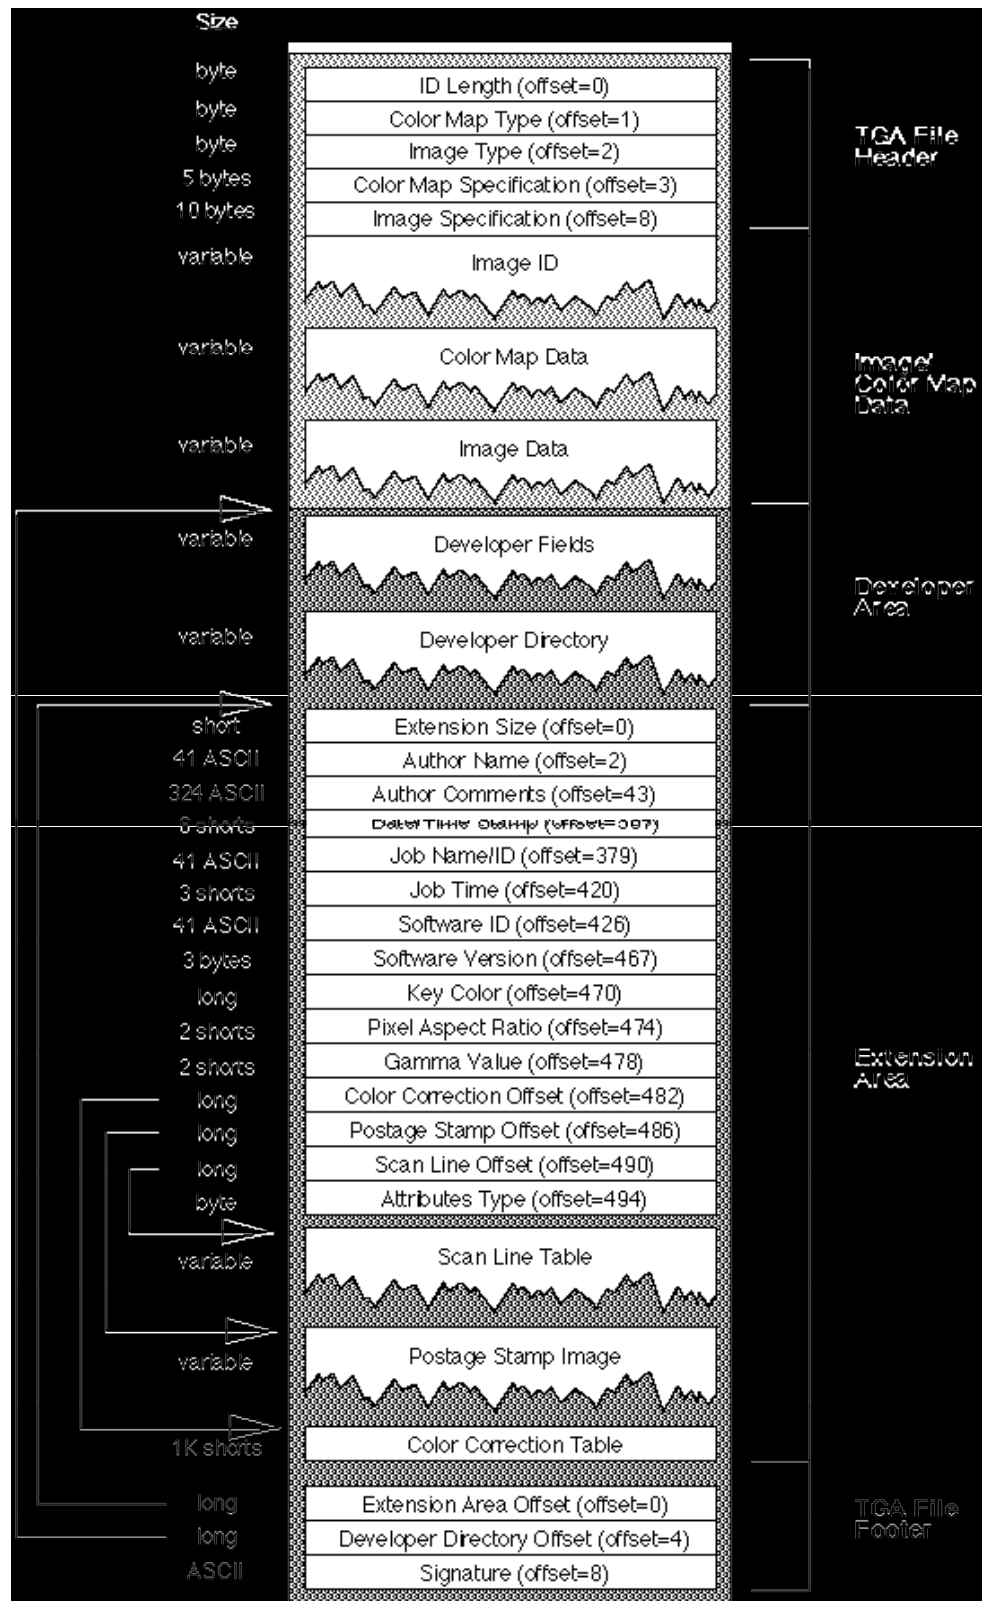 Size
byte
ID Length (offset=0)
byte
Color Map Type (offset=1)
byte
Image Type (offset=2)
5 bytes
Color Map Specification (offset=3)
10 bytes
Image Specification (offset=8)
TGA File
Header
variable
Image ID
variable
Color Map Data
variable
Image Data
Image/
Color Map
Data
variable
Developer Fields
variable
Developer Directory
Developer
Area
short
Extension Size (offset=0)
41 ASCII
Author Name (offset=2)
324 ASCII
Author Comments (offset=43)
6 shorts
Date/Time Stamp (offset=367)
41 ASCII
Job Name/ID (offset=379)
3 shorts
Job Time (offset=420)
41 ASCII
Software ID (offset=426)
3 bytes
Software Version (offset=467)
long
Key Color (offset=470)
2 shorts
Pixel Aspect Ratio (offset=474)
2 shorts
Gamma Value (offset=478)
long
Color Correction Offset (offset=482)
long
Postage Stamp Offset (offset=486)
long
Scan Line Offset (offset=490)
byte
Attributes Type (offset=494)
variable
Scan Line Table
variable
Postage Stamp Image
1K shorts
Color Correction Table
Extension
Area
long
Extension Area Offset (offset=0)
long
Developer Directory Offset (offset=4)
ASCII
Signature (offset=8)
TGA File
Footer